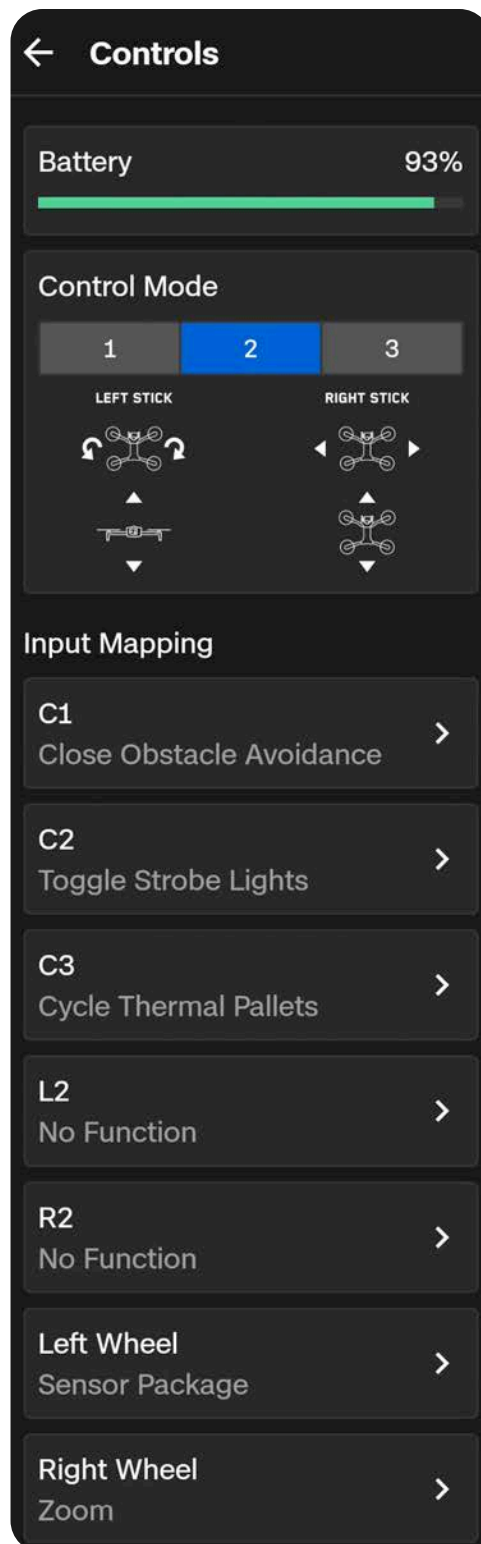 Controls
Battery 93%
Control Mode
1 2 3
LEFT STICK RIGHT STICK
Input Mapping
C1
Close Obstacle Avoidance
C2
Toggle Strobe Lights
C3
Cycle Thermal Pallets
L2
No Function
R2
No Function
Left Wheel
Sensor Package
Right Wheel
Zoom